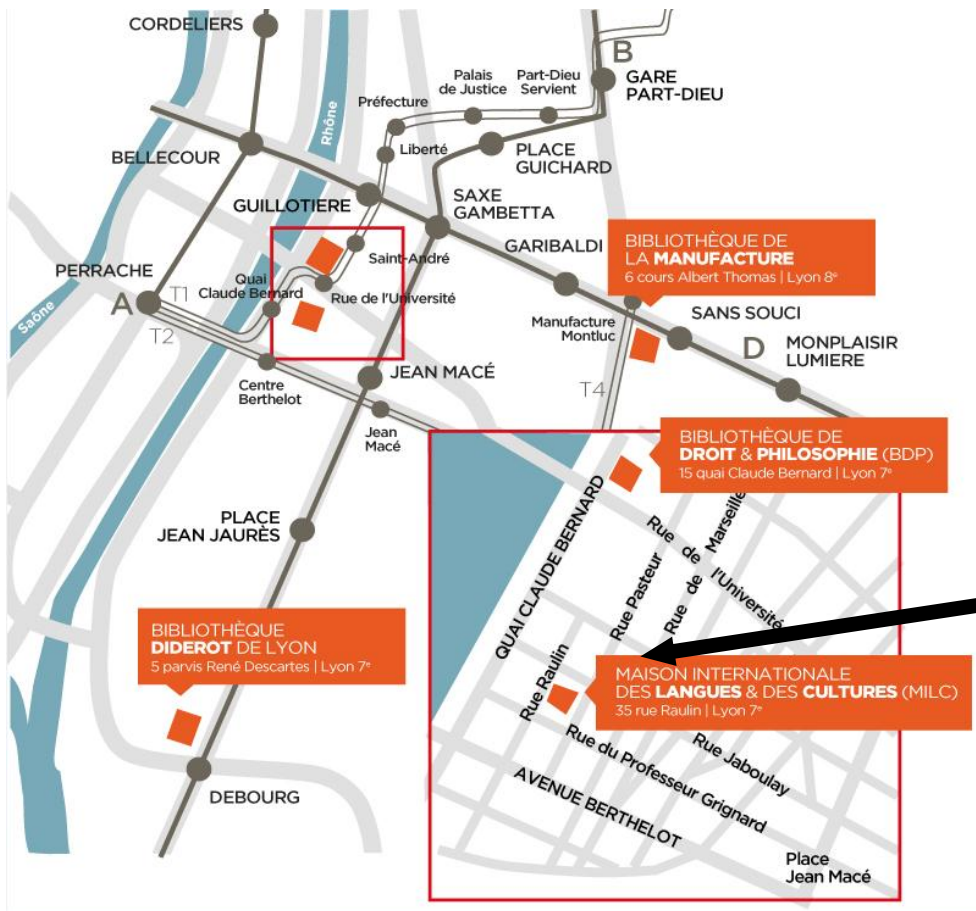 CORDELIERS
B
GARE
PART-DIEU
Palais
de Justice
Part-Dieu
Servient
Préfecture
Rhône
BELLECOUR
Liberté
PLACE
GUICHARD
GUILLOTIERE
SAXE
GAMBETTA
GARIBALDI
BIBLIOTHÈQUE DE
LA MANUFACTURE
6 cours Albert Thomas | Lyon 8e
Saint-André
PERRACHE
A
T1
Quai
Claude Bernard
Rue de l'Université
Saône
T2
Manufacture
Montluc
SANS SOUCI
D
MONPLAISIR
LUMIERE
Centre
Berthelot
JEAN MACÉ
T4
Jean
Macé
BIBLIOTHÈQUE DE
DROIT & PHILOSOPHIE (BDP)
15 quai Claude Bernard | Lyon 7e
QUAI CLAUDE BERNARD
Rue Pasteur
Rue de Marseille
Rue de l'Université
PLACE
JEAN JAURÈS
BIBLIOTHÈQUE
DIDEROT DE LYON
5 parvis René Descartes | Lyon 7e
Rue Raulin
MAISON INTERNATIONALE
DES LANGUES & DES CULTURES (MILC)
35 rue Raulin | Lyon 7e
Rue Jaboulay
Rue du Professeur Grignard
AVENUE BERTHELOT
DEBOURG
Place
Jean Macé